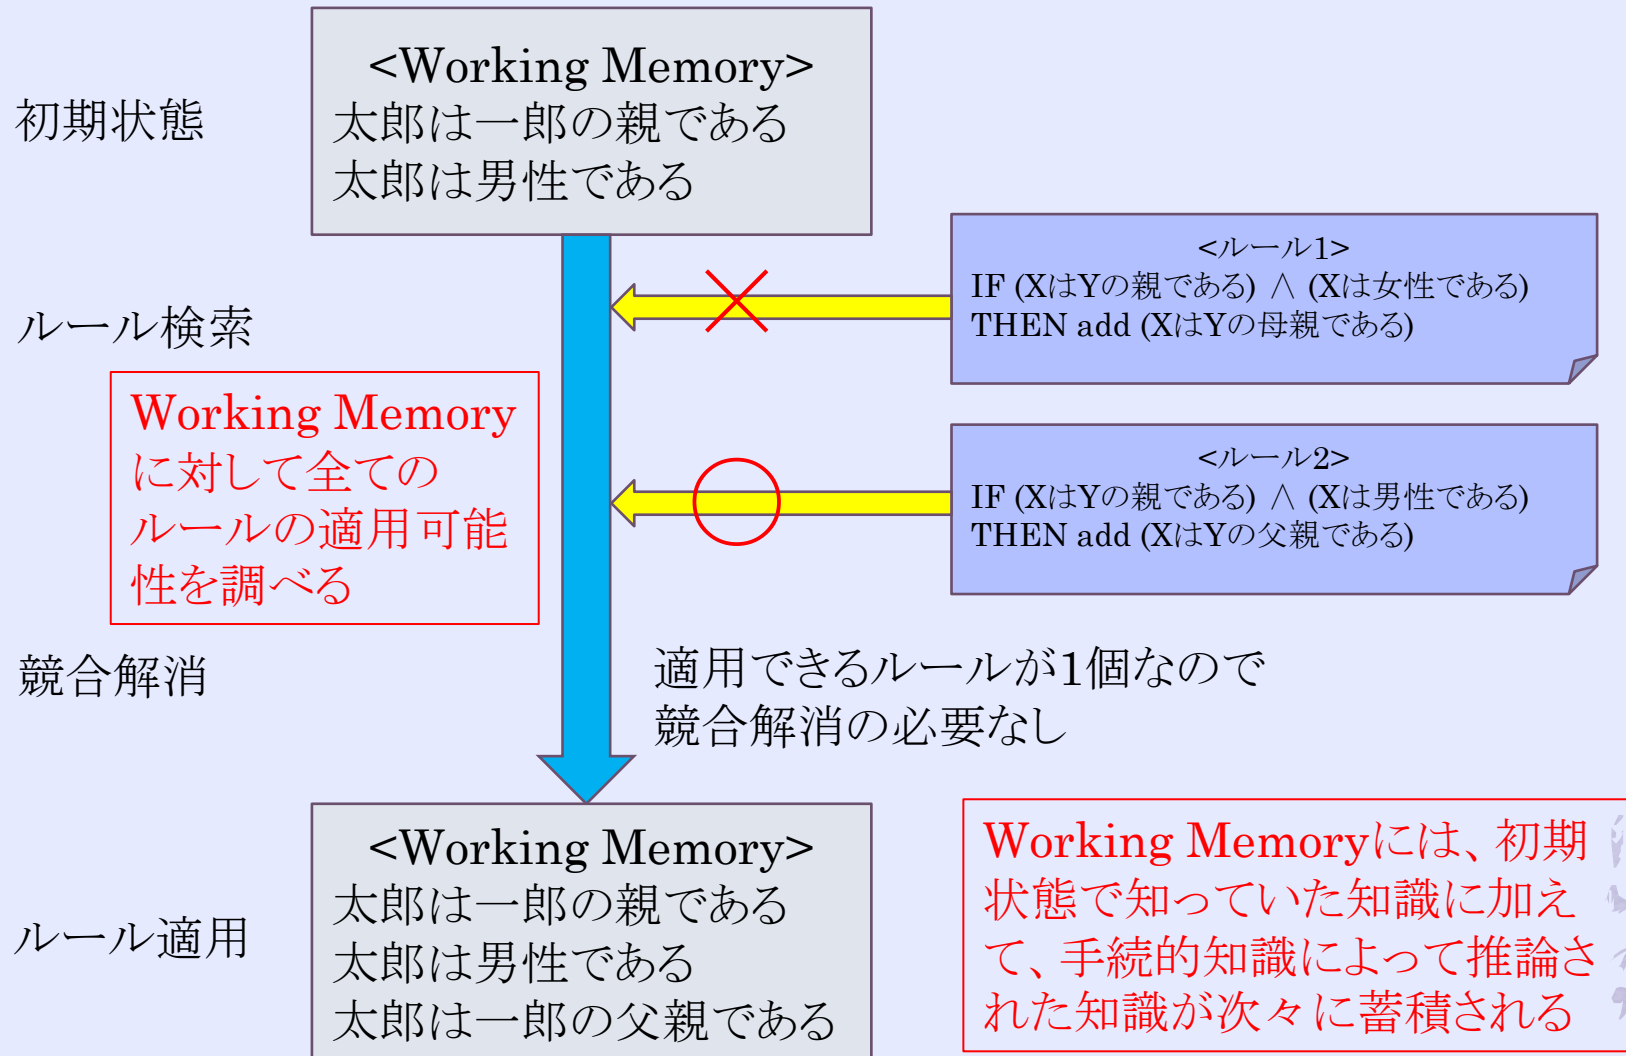 <Working Memory>
初期状態
太郎は一郎の親である
太郎は男性である
<ルール1>
IF (XはYの親である) ∧ (Xは女性である)
THEN add (XはYの母親である)
ルール検索
Working Memory
に対して全ての
ルールの適用可能
性を調べる
<ルール2>
IF (XはYの親である) ∧ (Xは男性である)
THEN add (XはYの父親である)
競合解消
適用できるルールが1個なので
競合解消の必要なし
<Working Memory>
ルール適用
太郎は一郎の親である
太郎は男性である
太郎は一郎の父親である
Working Memoryには、初期
状態で知っていた知識に加え
て、手続的知識によって推論さ
れた知識が次々に蓄積される